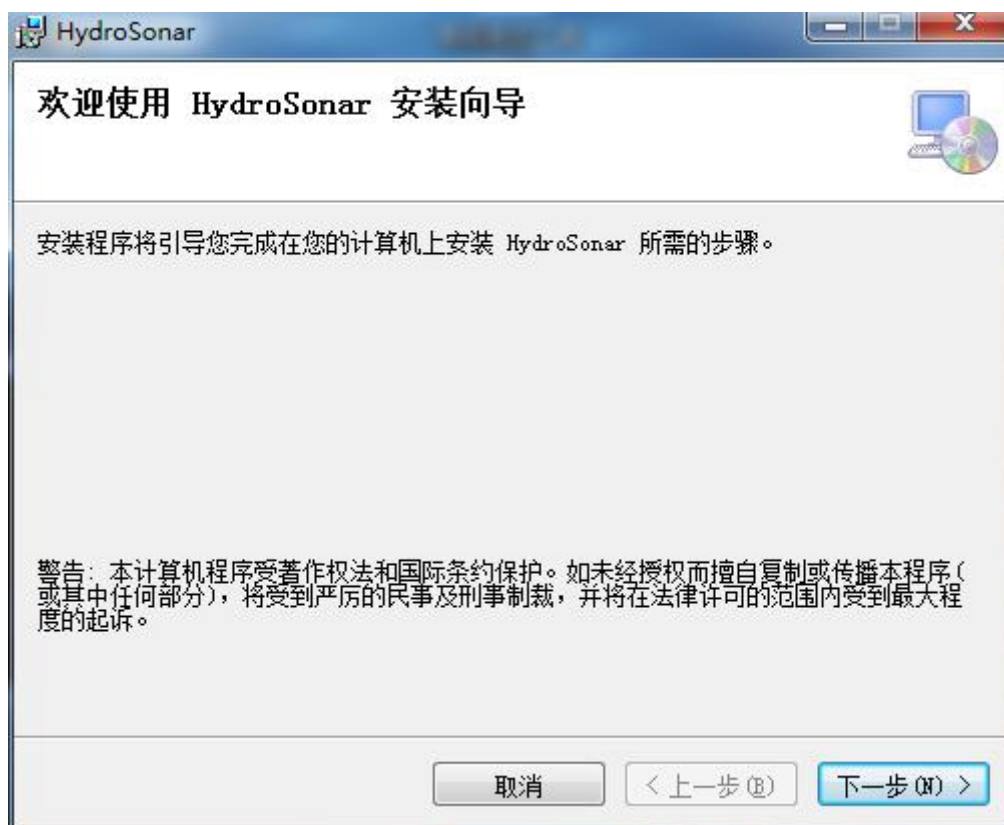 HydroSonar
欢迎使用 HydroSonar 安装向导
安装程序将引导您完成在您的计算机上安装 HydroSonar 所需的步骤。
警告: 本计算机程序受著作权法和国际条约保护。如未经授权而擅自复制或传播本程序(
或其中任何部分)，将受到严厉的民事及刑事制裁，并将在法律许可的范围内受到最大程
度的起诉。
取消
< 上一步(B)
下一步(N) >